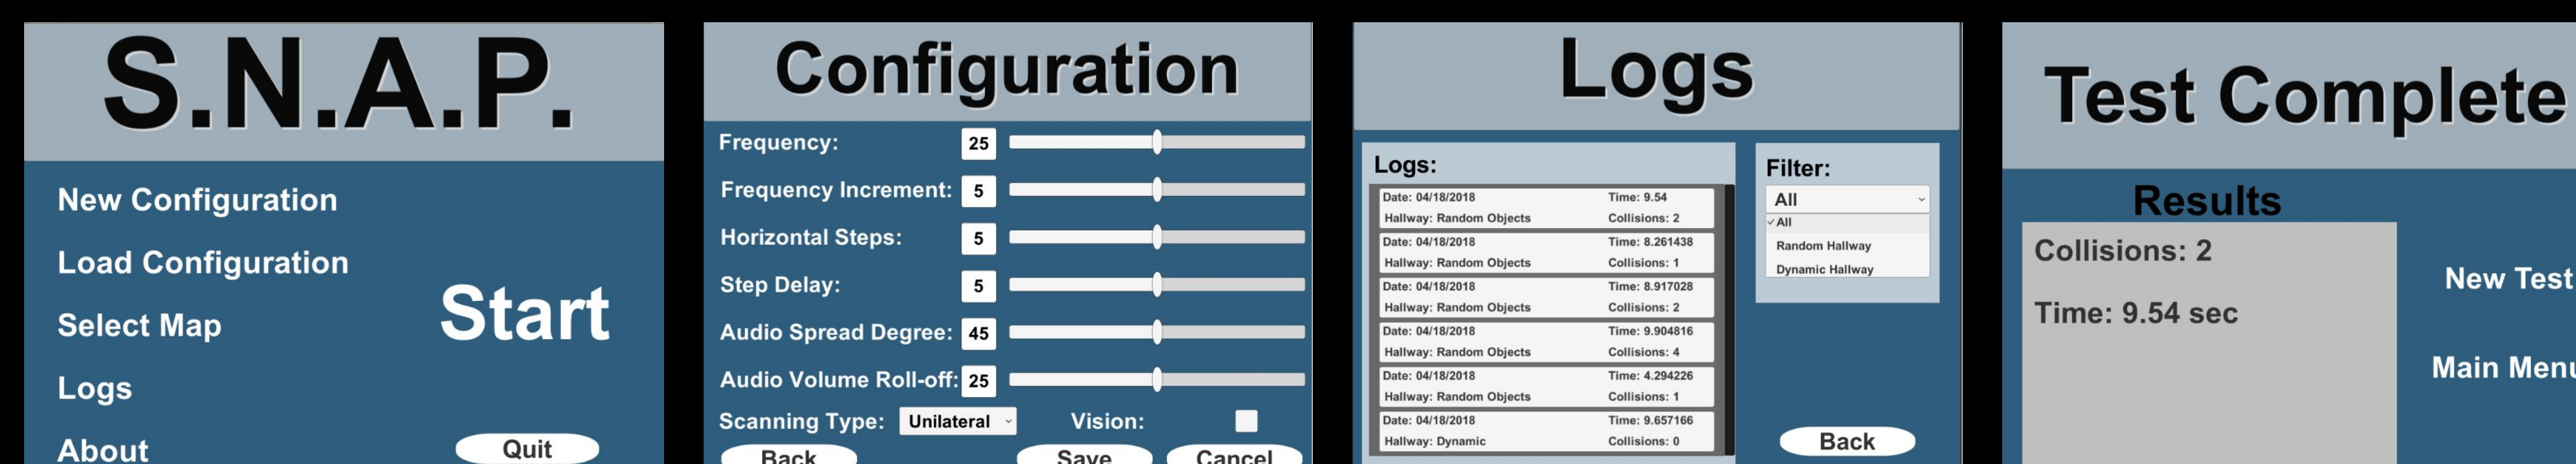 S.N.A.P.
New Configuration
Load Configuration
Select Map
Start
Logs
About
Quit
Configuration
Frequency: 25
Frequency Increment: 5
Horizontal Steps: 5
Step Delay: 5
Audio Spread Degree: 45
Audio Volume Roll-off: 25
Scanning Type: Unilateral Vision:
Back Save Cancel
Logs
Logs:
Date: 04/18/2018 Time: 9.54
Hallway: Random Objects Collisions: 2
Date: 04/18/2018 Time: 8.261438
Hallway: Random Objects Collisions: 1
Date: 04/18/2018 Time: 8.917028
Hallway: Random Objects Collisions: 2
Date: 04/18/2018 Time: 9.904816
Hallway: Random Objects Collisions: 4
Date: 04/18/2018 Time: 4.294226
Hallway: Random Objects Collisions: 1
Date: 04/18/2018 Time: 9.657166
Hallway: Dynamic Collisions: 0
Filter:
All
All
Random Hallway
Dynamic Hallway
Back
Test Complete
Results
Collisions: 2
Time: 9.54 sec
New Test
Main Menu